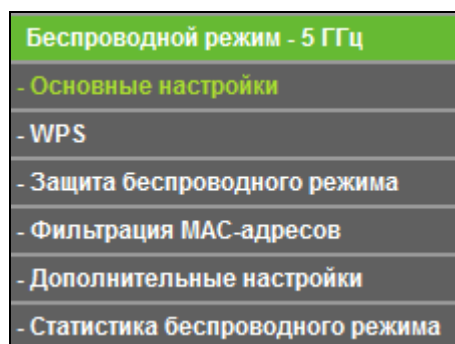 Беспроводной режим - 5 ГГц
- Основные настройки
- WPS
- Защита беспроводного режима
- Фильтрация MAC-адресов
- Дополнительные настройки
- Статистика беспроводного режима